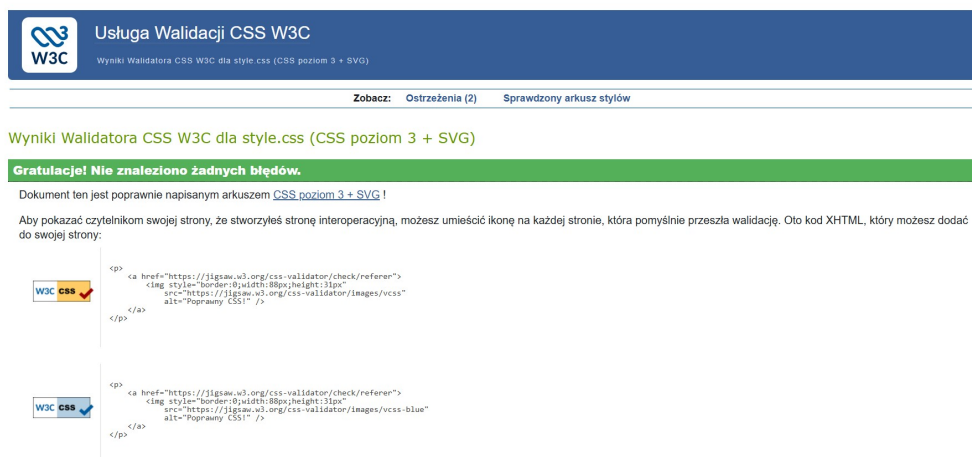 W3C
Usługa Walidacji CSS W3C
Wyniki Walidatora CSS W3C dla style.css (CSS poziom 3 + SVG)
Zobacz: Ostrzeżenia (2) Sprawdzony arkusz stylów
Wyniki Walidatora CSS W3C dla style.css (CSS poziom 3 + SVG)
Gratulacje! Nie znaleziono żadnych błędów.
Dokument ten jest poprawnie napisanym arkuszem CSS poziom 3 + SVG !
Aby pokazać czytelnikom swojej strony, że stworzyłeś stronę interoperacyjną, możesz umieścić ikonę na każdej stronie, która pomyślnie przeszła walidację. Oto kod XHTML, który możesz dodać
do swojej strony:
W3C CSS
<p>
<a href="https://jigsaw.w3.org/css-validator/check/referer">
<img style="border:0;width:88px;height:31px"
src="https://jigsaw.w3.org/css-validator/images/vcss"
alt="Poprawny CSS!" />
</a>
</p>
W3C CSS
<p>
<a href="https://jigsaw.w3.org/css-validator/check/referer">
<img style="border:0;width:88px;height:31px"
src="https://jigsaw.w3.org/css-validator/images/vcss-blue"
alt="Poprawny CSS!" />
</a>
</p>